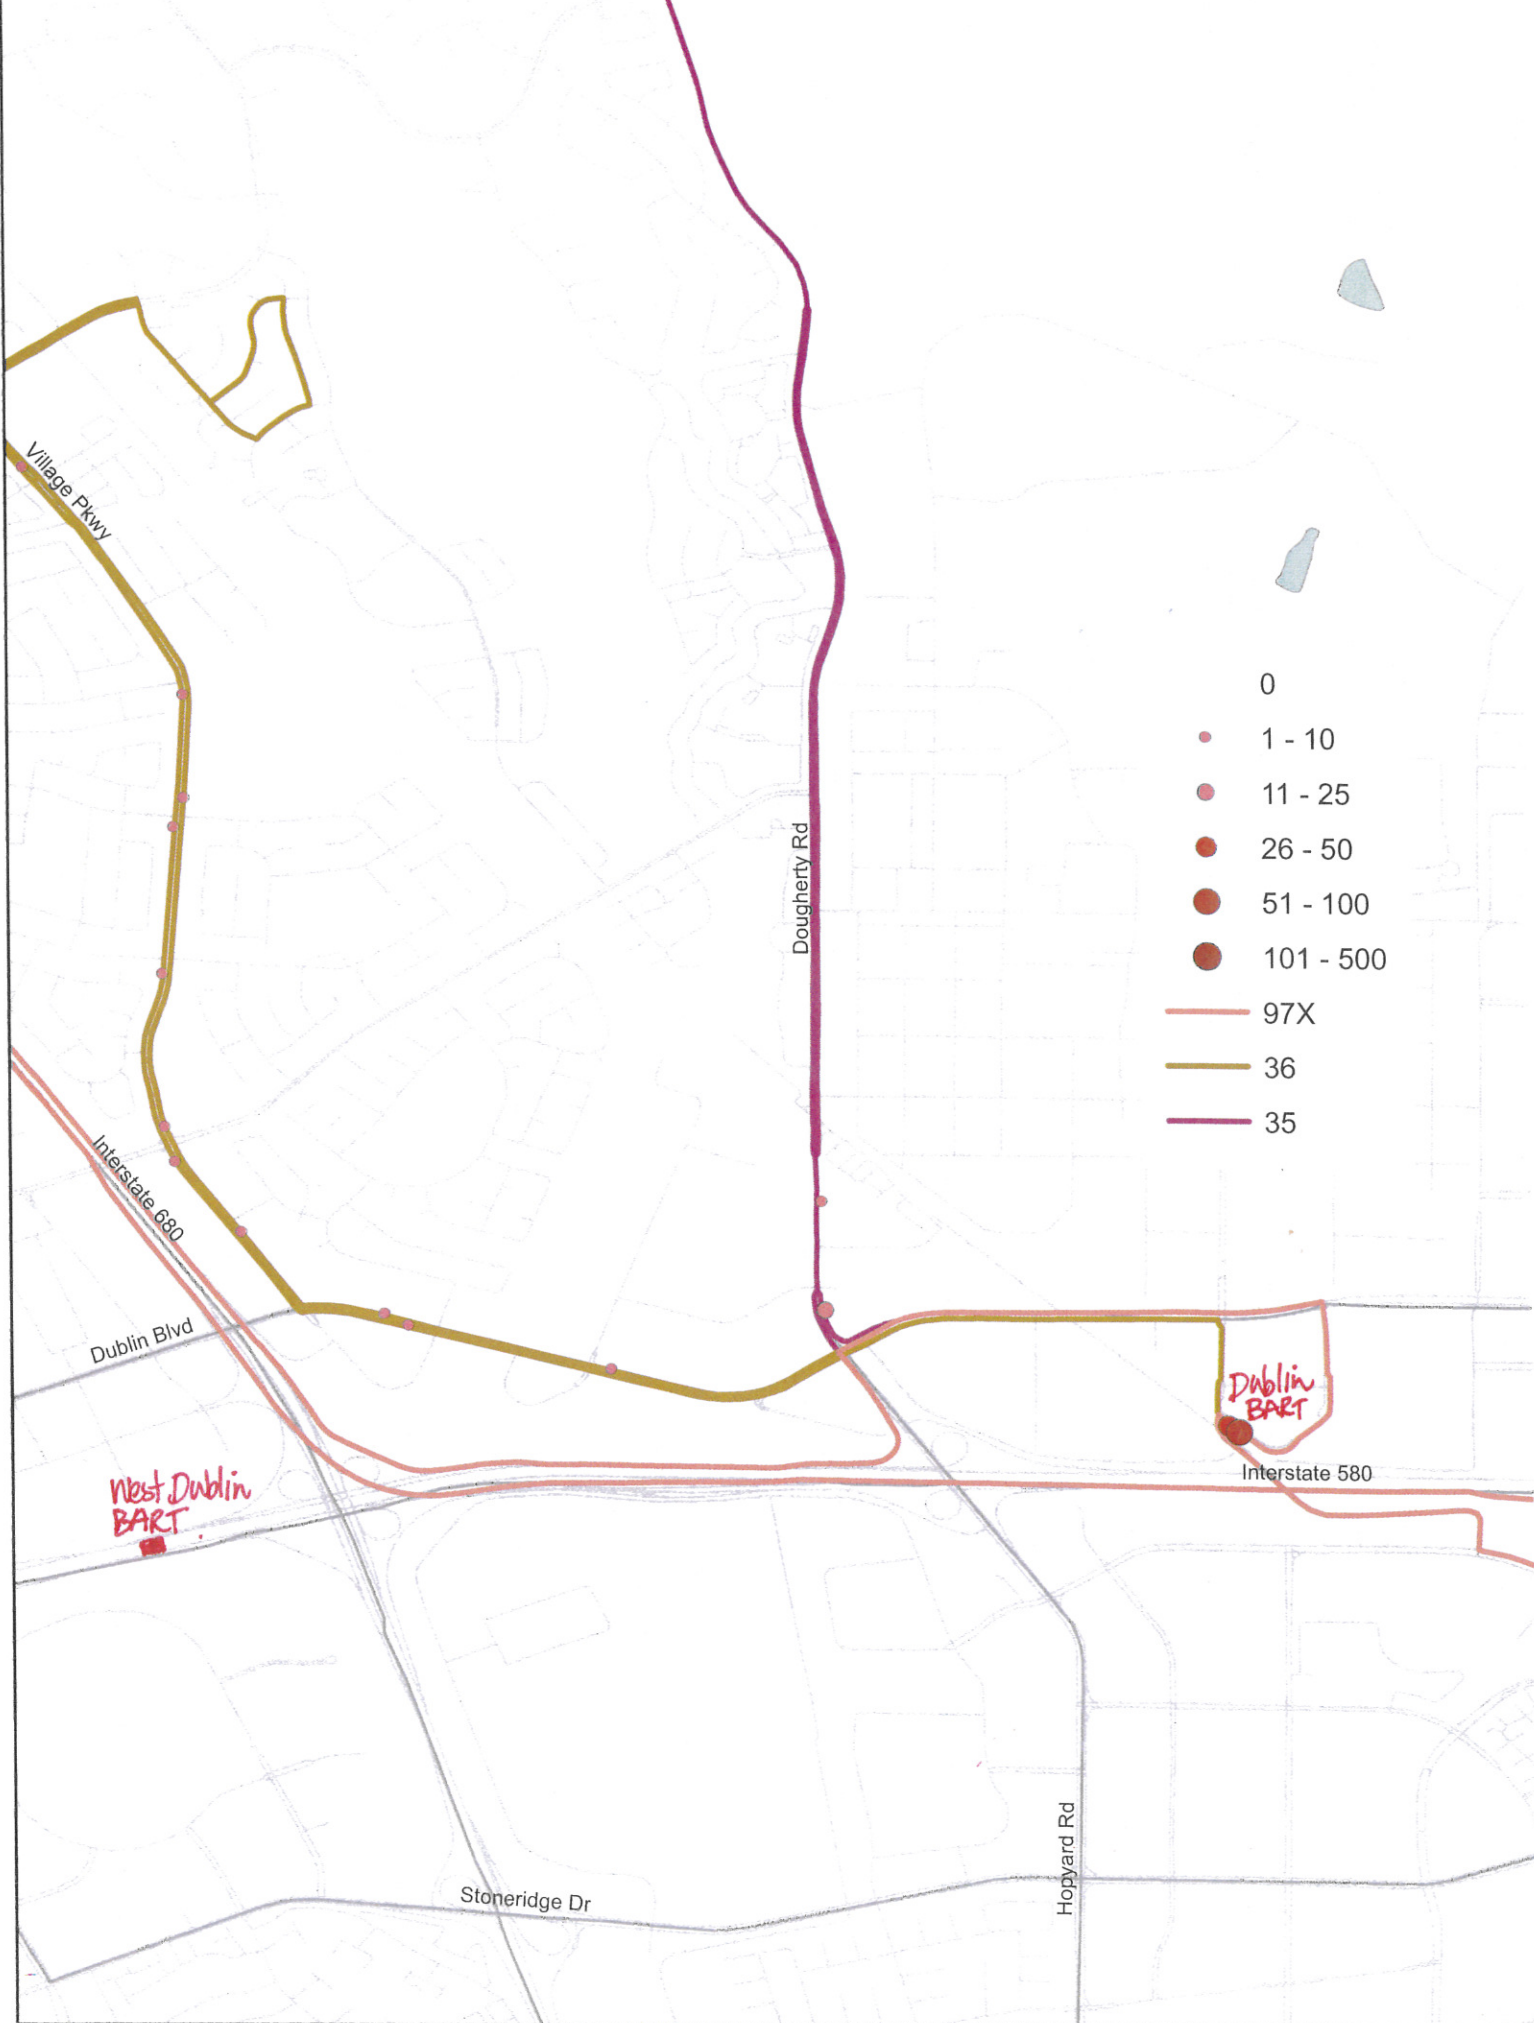 Village Pkwy
0
1 - 10
11 - 25
26 - 50
51 - 100
101 - 500
97X
36
35
Dougherty Rd
Interstate 680
Dublin Blvd
Dublin
BART
Interstate 580
West Dublin
BART
Hopyard Rd
Stoneridge Dr